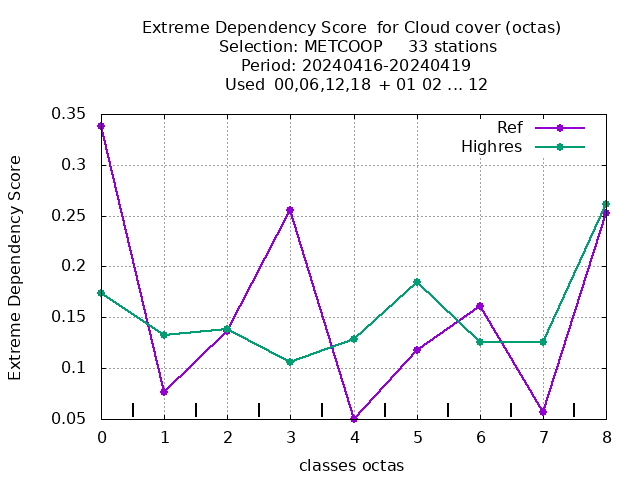 Extreme Dependency Score  for Cloud cover (octas)
Selection: METCOOP     33 stations
Period: 20240416-20240419
Used  00,06,12,18 + 01 02 ... 12
Ref
Highres
0.35
0.3
0.25
0.2
0.15
0.1
0.05
Extreme Dependency Score
0 1 2 3 4 5 6 7 8
classes octas